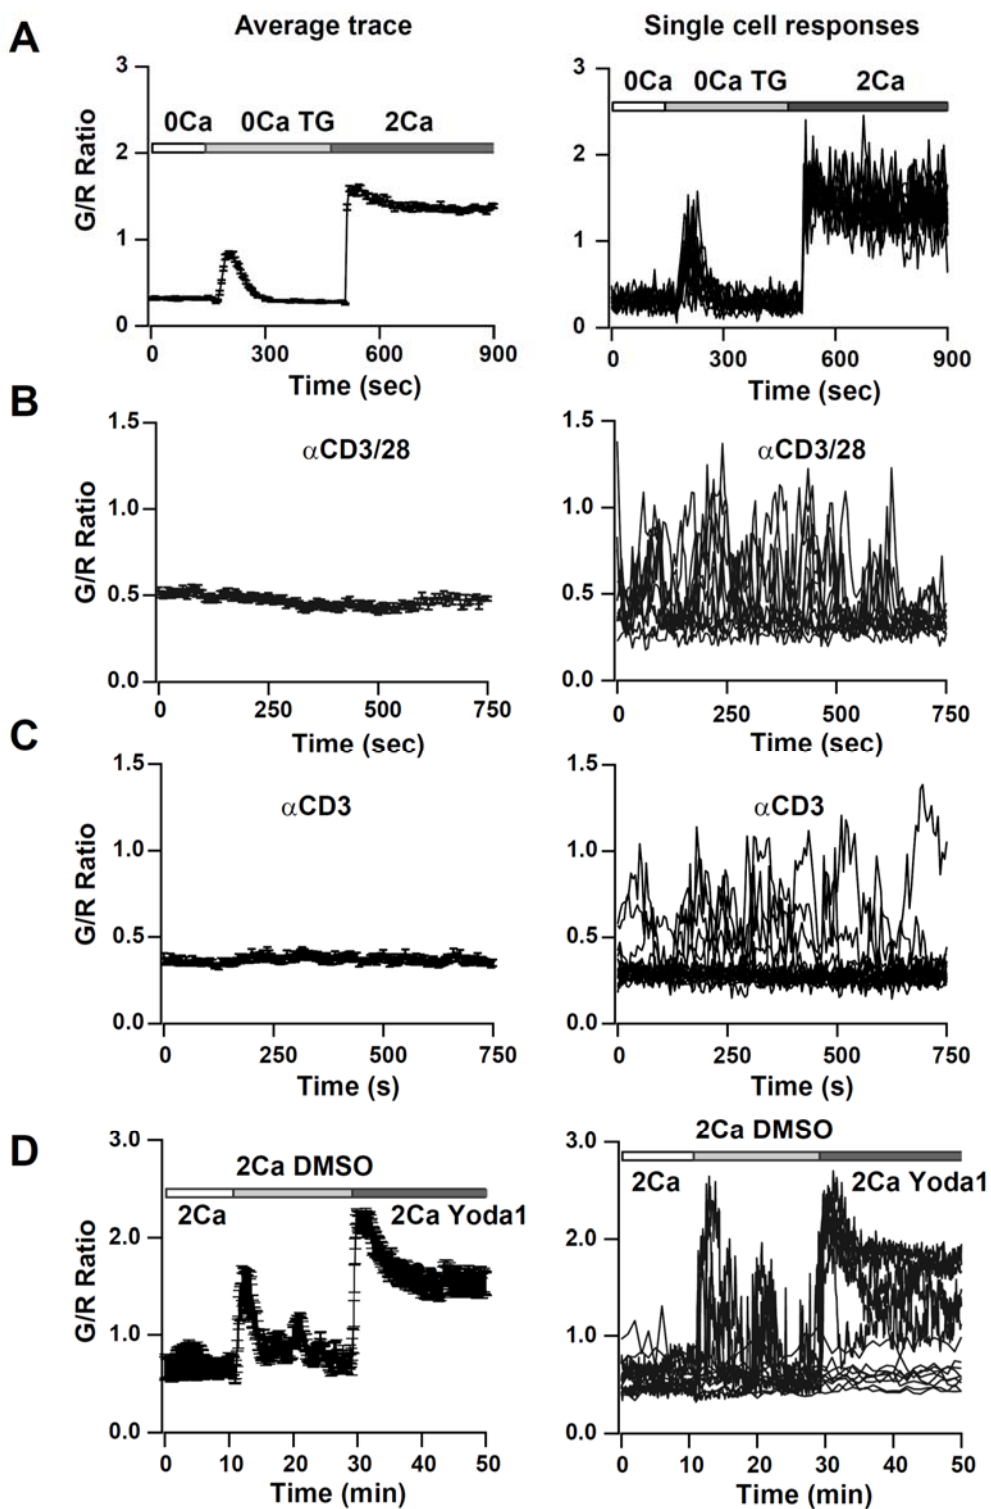 A
Average trace
Single cell responses
3
2
1
0
G/R Ratio
0Ca 0Ca TG 2Ca
0 300 600 900
Time (sec)
3
2
1
0
0Ca 0Ca TG 2Ca
0 300 600 900
Time (sec)
B
1.5
1.0
0.5
0.0
G/R Ratio
αCD3/28
0 250 500 750
Time (sec)
1.5
1.0
0.5
0.0
αCD3/28
0 250 500 750
Time (sec)
C
1.5
1.0
0.5
0.0
G/R Ratio
αCD3
0 250 500 750
Time (s)
1.5
1.0
0.5
0.0
αCD3
0 250 500 750
Time (s)
D
3.0
2.0
1.0
0.0
G/R Ratio
2Ca DMSO
2Ca 2Ca Yoda1
0 10 20 30 40 50
Time (min)
3.0
2.0
1.0
0.0
2Ca DMSO
2Ca 2Ca Yoda1
0 10 20 30 40 50
Time (min)